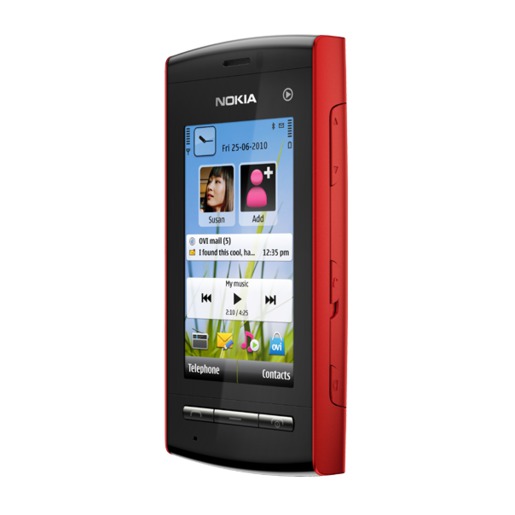 NOKIA
Fri 25-06-2010
Susan
Add
OVI mail (5)
I found this cool, ha... 12:35 pm
My music
2:10 / 4:25
ovi
Telephone Contacts